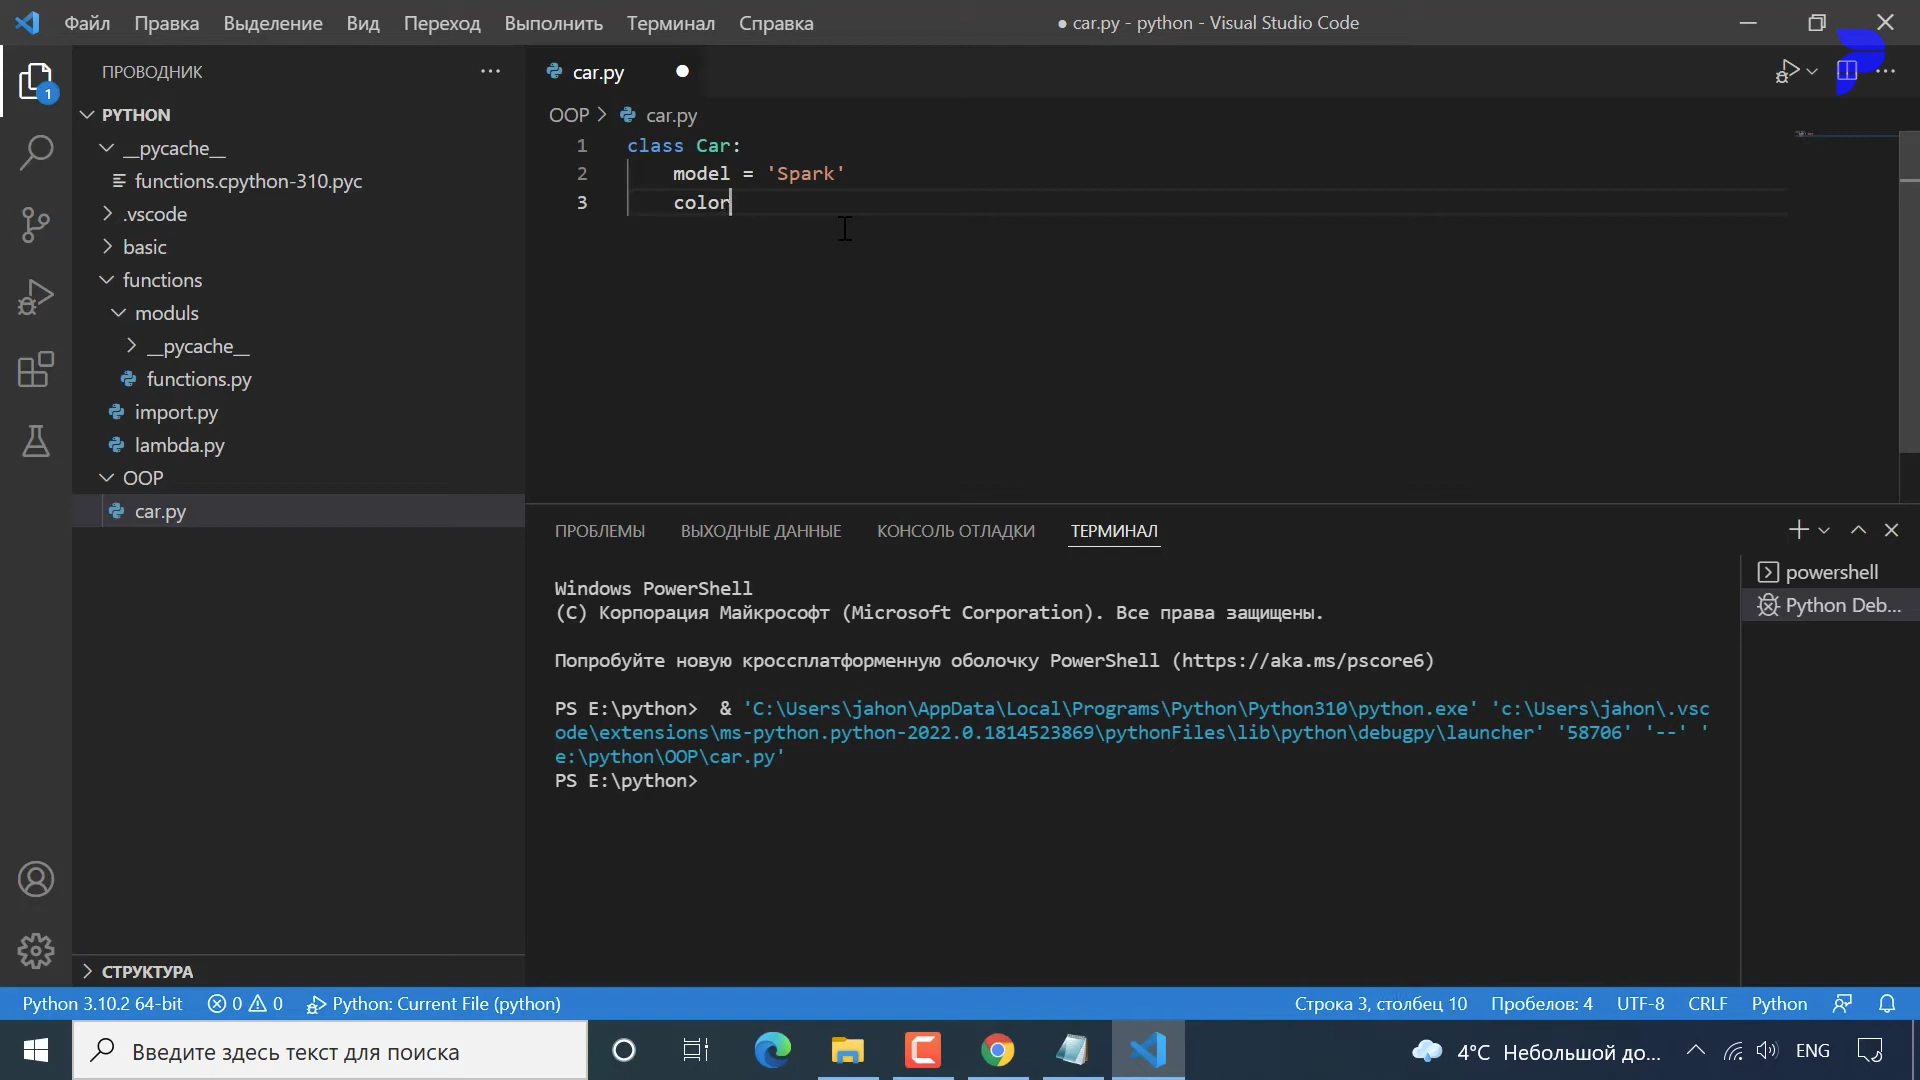 Файл Правка Выделение Вид Переход Выполнить Терминал Справка
● car.py - python - Visual Studio Code
ПРОВОДНИК
1
PYTHON
__pycache__
functions.cpython-310.pyc
.vscode
basic
functions
moduls
__pycache__
functions.py
import.py
lambda.py
OOP
car.py
СТРУКТУРА
car.py
OOP > car.py
1 class Car:
2 model = 'Spark'
3 color
ПРОБЛЕМЫ ВЫХОДНЫЕ ДАННЫЕ КОНСОЛЬ ОТЛАДКИ ТЕРМИНАЛ
Windows PowerShell
(C) Корпорация Майкрософт (Microsoft Corporation). Все права защищены.
Попробуйте новую кроссплатформенную оболочку PowerShell (https://aka.ms/pscore6)
PS E:\python>  & 'C:\Users\jahon\AppData\Local\Programs\Python\Python310\python.exe' 'c:\Users\jahon\.vsc
ode\extensions\ms-python.python-2022.0.1814523869\pythonFiles\lib\python\debugpy\launcher' '58706' '--' '
e:\python\OOP\car.py'
PS E:\python>
powershell
Python Deb...
Python 3.10.2 64-bit 0 0 Python: Current File (python)
Строка 3, столбец 10 Пробелов: 4 UTF-8 CRLF Python
Введите здесь текст для поиска
4°C Небольшой до... ENG